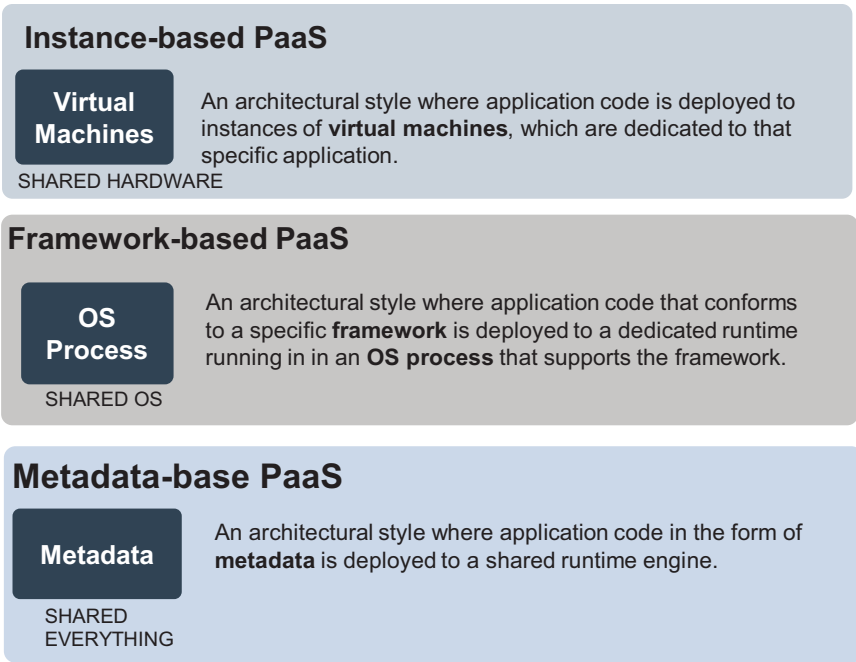 Instance-based PaaS
Virtual
Machines
SHARED HARDWARE
An architectural style where application code is deployed to
instances of virtual machines, which are dedicated to that
specific application.
Framework-based PaaS
OS
Process
SHARED OS
An architectural style where application code that conforms
to a specific framework is deployed to a dedicated runtime
running in in an OS process that supports the framework.
Metadata-base PaaS
Metadata
SHARED
EVERYTHING
An architectural style where application code in the form of
metadata is deployed to a shared runtime engine.